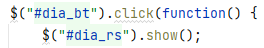 $("#dia_bt").click(function() {
    $("#dia_rs").show();